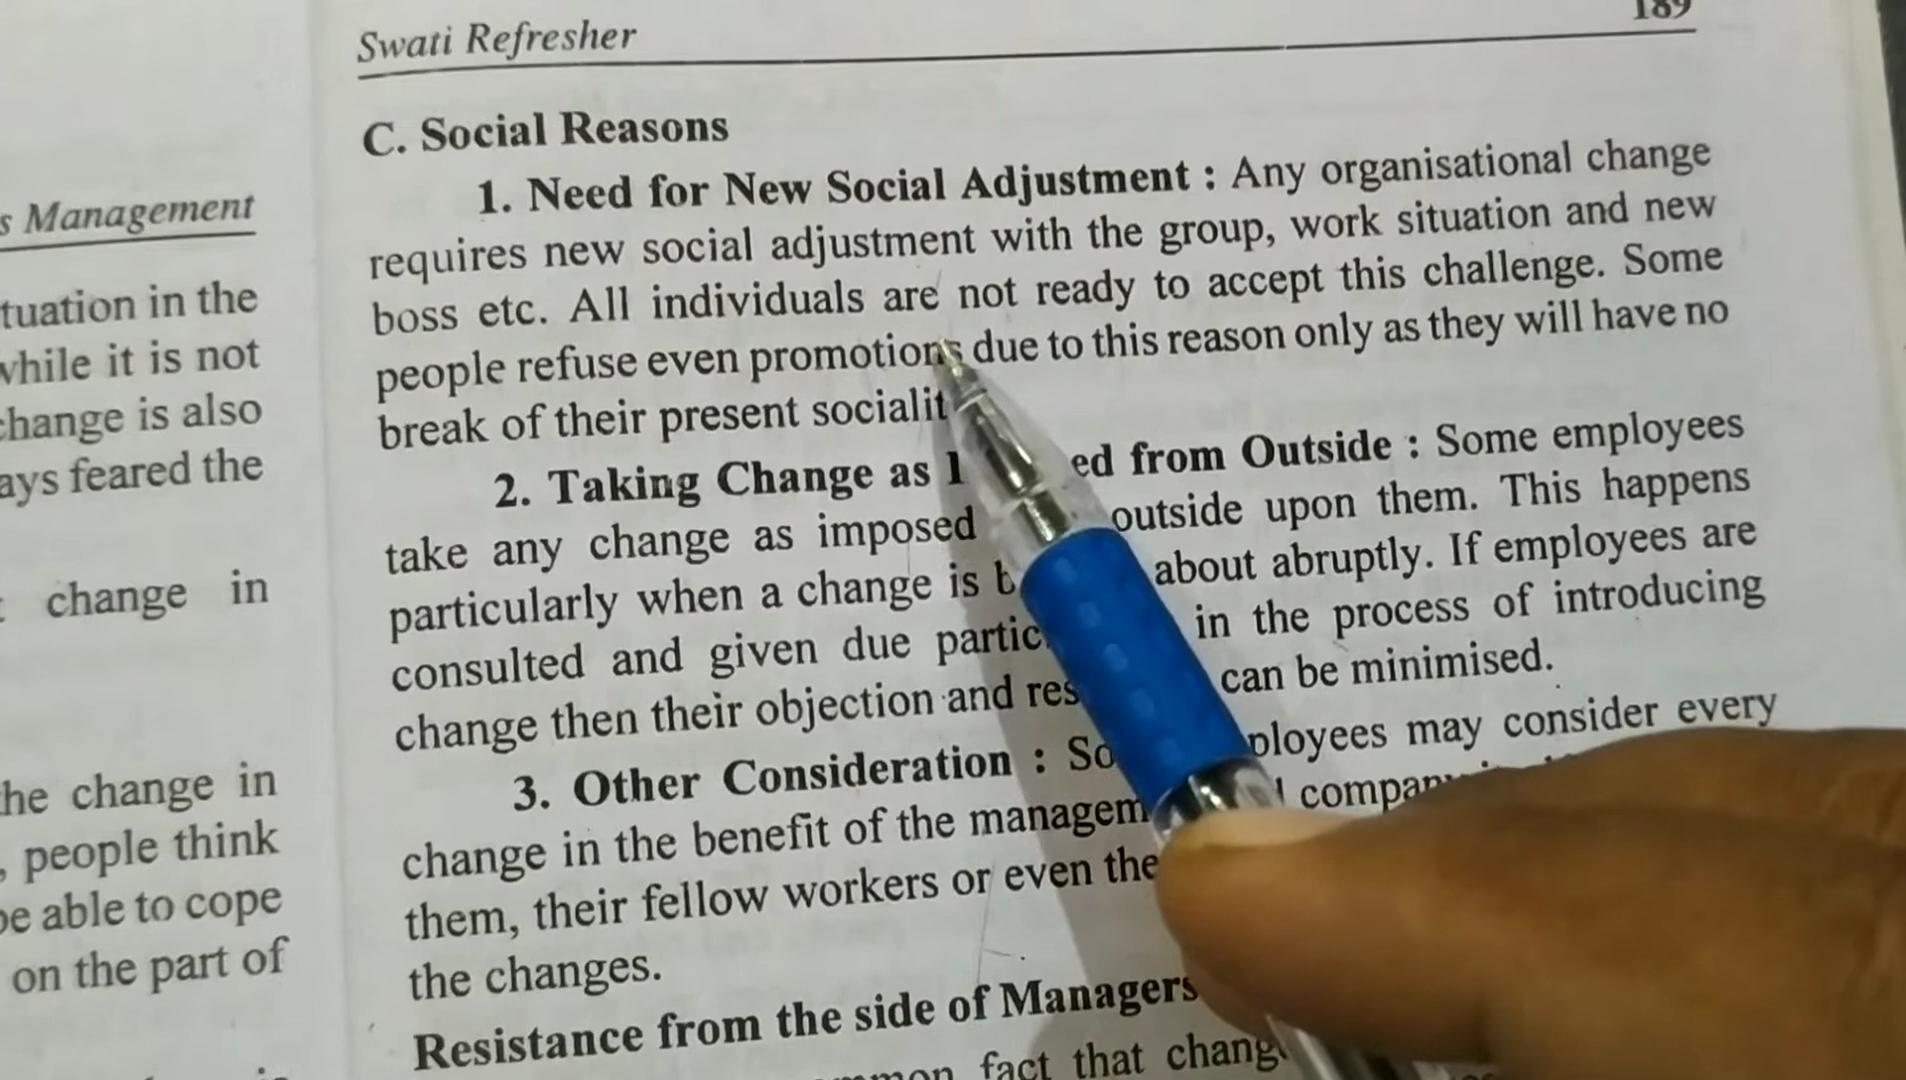 s Management
tuation in the
while it is not
change is also
ays feared the
change in
he change in
, people think
be able to cope
on the part of
Swati Refresher
189
C. Social Reasons
1. Need for New Social Adjustment : Any organisational change
requires new social adjustment with the group, work situation and new
boss etc. All individuals are not ready to accept this challenge. Some
people refuse even promotions due to this reason only as they will have no
break of their present socialit
2. Taking Change as I ed from Outside : Some employees
take any change as imposed outside upon them. This happens
particularly when a change is b about abruptly. If employees are
consulted and given due partic in the process of introducing
change then their objection and res can be minimised.
3. Other Consideration : So ployees may consider every
change in the benefit of the managem company
them, their fellow workers or even the
the changes.
Resistance from the side of Managers
fact that chang